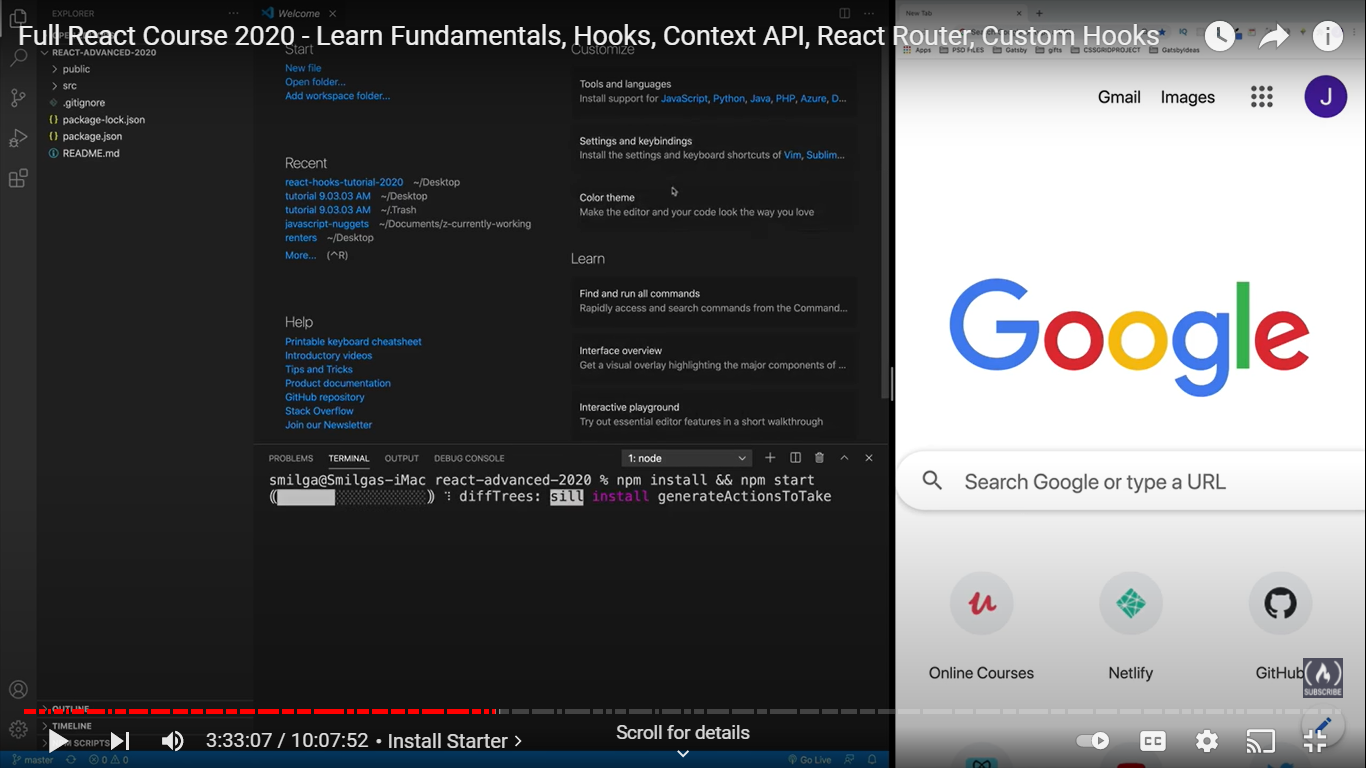 EXPLORER
Welcome
Full React Course 2020 - Learn Fundamentals, Hooks, Context API, React Router, Custom Hooks
REACT-ADVANCED-2020
public
src
.gitignore
package-lock.json
package.json
README.md
Start
New file
Open folder...
Add workspace folder...
Recent
react-hooks-tutorial-2020 ~/Desktop
tutorial 9.03.03 AM ~/Desktop
tutorial 9.03.03 AM ~/.Trash
javascript-nuggets ~/Documents/z-currently-working
renters ~/Desktop
More... (^R)
Help
Printable keyboard cheatsheet
Introductory videos
Tips and Tricks
Product documentation
GitHub repository
Stack Overflow
Join our Newsletter
Customize
Tools and languages
Install support for JavaScript, Python, Java, PHP, Azure, D...
Settings and keybindings
Install the settings and keyboard shortcuts of Vim, Sublim...
Color theme
Make the editor and your code look the way you love
Learn
Find and run all commands
Rapidly access and search commands from the Command...
Interface overview
Get a visual overlay highlighting the major components of ...
Interactive playground
Try out essential editor features in a short walkthrough
PROBLEMS TERMINAL OUTPUT DEBUG CONSOLE 1: node
smilga@Smilgas-iMac react-advanced-2020 % npm install && npm start
diffTrees: sill install generateActionsToTake
New Tab
Apps PSD FILES Gatsby gifts CSSGRIDPROJECT GatsbyIdeas
Gmail Images J
Google
Search Google or type a URL
Online Courses Netlify GitHub
SUBSCRIBE
OUTLINE
TIMELINE
SCRIPTS
3:33:07 / 10:07:52 • Install Starter
Scroll for details
CC
master 0 0 Go Live